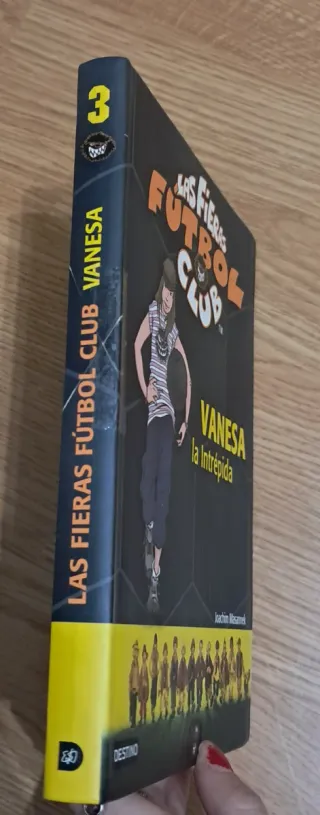 3
LAS FIERAS FÚTBOL CLUB VANESA
LAS FIERAS
FÚTBOL
CLUB
VANESA
la Intrépida
Joachim Masannek
DESTINO